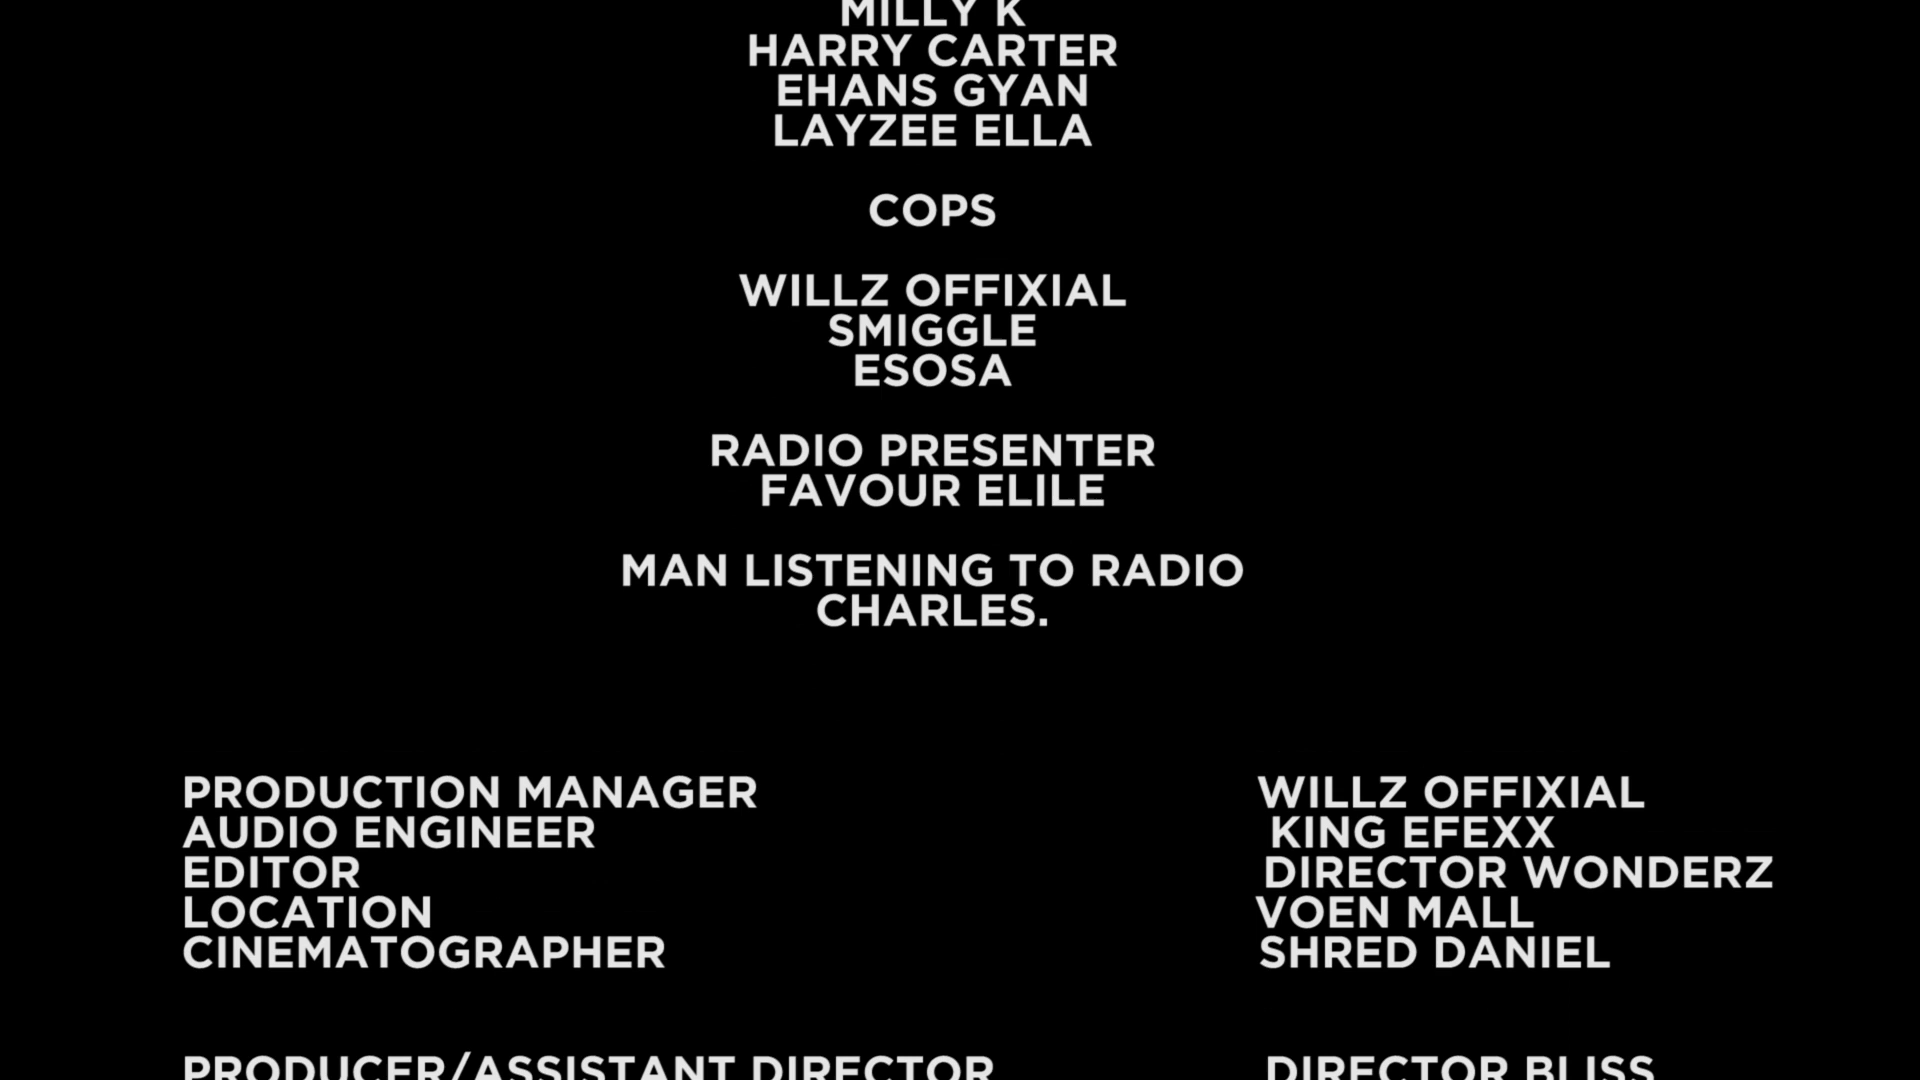 MILLY K
HARRY CARTER
EHANS GYAN
LAYZEE ELLA
COPS
WILLZ OFFIXIAL
SMIGGLE
ESOSA
RADIO PRESENTER
FAVOUR ELILE
MAN LISTENING TO RADIO
CHARLES.
PRODUCTION MANAGER WILLZ OFFIXIAL
AUDIO ENGINEER KING EFEXX
EDITOR DIRECTOR WONDERZ
LOCATION VOEN MALL
CINEMATOGRAPHER SHRED DANIEL
PRODUCER/ASSISTANT DIRECTOR DIRECTOR BLISS